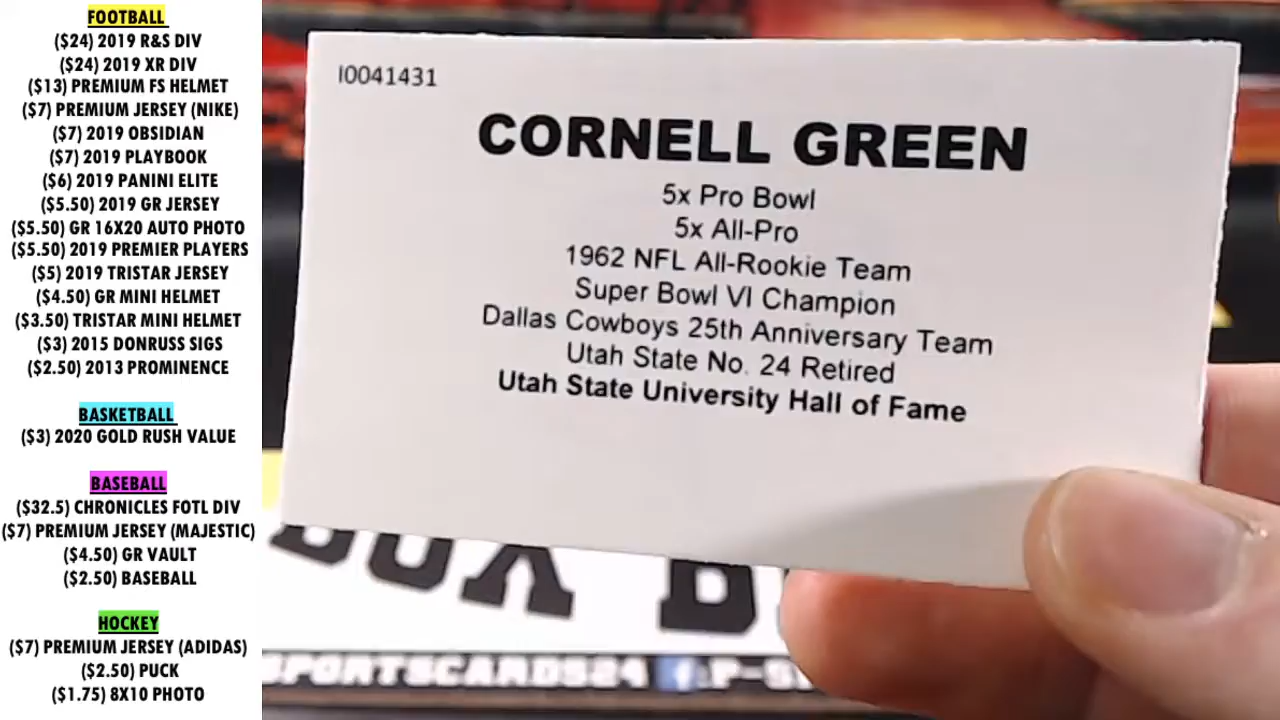 FOOTBALL
($24) 2019 R&S DIV
($24) 2019 XR DIV
($13) PREMIUM FS HELMET
($7) PREMIUM JERSEY (NIKE)
($7) 2019 OBSIDIAN
($7) 2019 PLAYBOOK
($6) 2019 PANINI ELITE
($5.50) 2019 GR JERSEY
($5.50) GR 16X20 AUTO PHOTO
($5.50) 2019 PREMIER PLAYERS
($5) 2019 TRISTAR JERSEY
($4.50) GR MINI HELMET
($3.50) TRISTAR MINI HELMET
($3) 2015 DONRUSS SIGS
($2.50) 2013 PROMINENCE
BASKETBALL
($3) 2020 GOLD RUSH VALUE
BASEBALL
($32.5) CHRONICLES FOTL DIV
($7) PREMIUM JERSEY (MAJESTIC)
($4.50) GR VAULT
($2.50) BASEBALL
HOCKEY
($7) PREMIUM JERSEY (ADIDAS)
($2.50) PUCK
($1.75) 8X10 PHOTO
I0041431
CORNELL GREEN
5x Pro Bowl
5x All-Pro
1962 NFL All-Rookie Team
Super Bowl VI Champion
Dallas Cowboys 25th Anniversary Team
Utah State No. 24 Retired
Utah State University Hall of Fame
SPORTSCARDS24